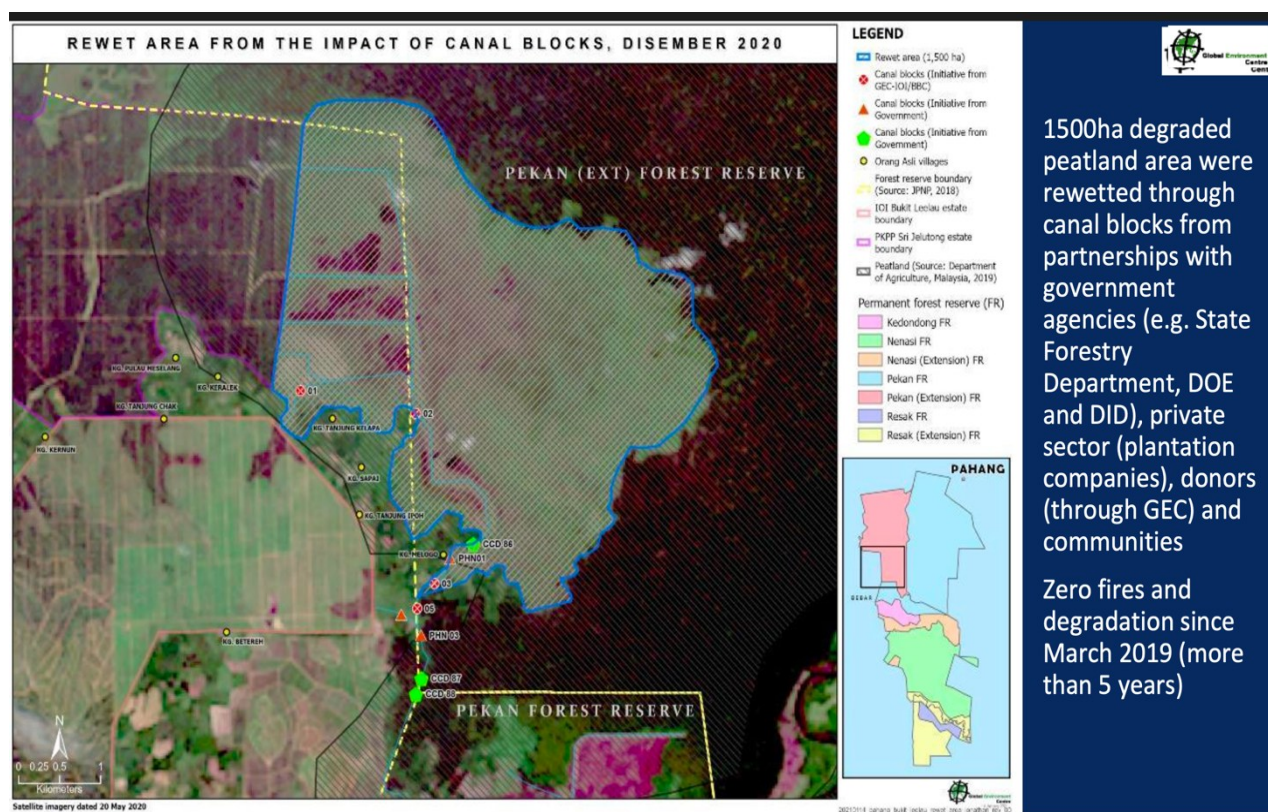 REWET AREA FROM THE IMPACT OF CANAL BLOCKS, DISEMBER 2020
PEKAN (EXT) FOREST RESERVE
KG. PULAU MESELANG
KG. KERALEK
01
KG. TANJUNG CHAK
02
KG. TANJUNG KELAPA
KG. KERNUN
KG. SAPAI
KG. TANJUNG IPOH
CCD 86
KG. MELOGO
PHN01
03
05
KG. BETEREH
PHN 03
CCD 87
CCD 88
PEKAN FOREST RESERVE
N
0 0.25 0.5 1
Kilometers
Satellite imagery dated 20 May 2020
LEGEND
Rewet area (1,500 ha)
Canal blocks (Initiative from
GEC-IOI/BBC)
Canal blocks (Initiative from
Government)
Canal blocks (Initiative from
Government)
Orang Asli villages
Forest reserve boundary
(Source: JPNP, 2018)
IOI Bukit Leelau estate
boundary
PKPP Sri Jelutong estate
boundary
Peatland (Source: Department
of Agriculture, Malaysia, 2019)
Permanent forest reserve (FR)
Kedondong FR
Nenasi FR
Nenasi (Extension) FR
Pekan FR
Pekan (Extension) FR
Resak FR
Resak (Extension) FR
PAHANG
BEBAR
Global Environment
Centre
Global Environment
Centre
1500ha degraded
peatland area were
rewetted through
canal blocks from
partnerships with
government
agencies (e.g. State
Forestry
Department, DOE
and DID), private
sector (plantation
companies), donors
(through GEC) and
communities
Zero fires and
degradation since
March 2019 (more
than 5 years)